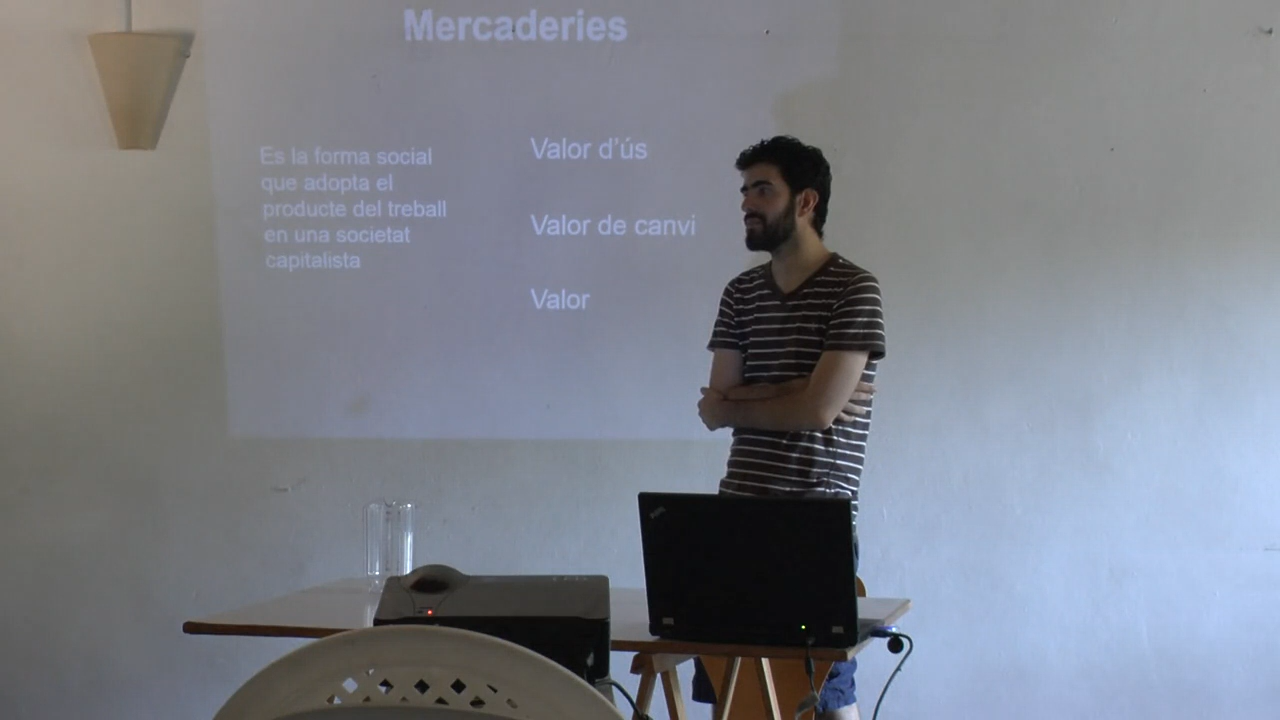 Mercaderies
Es la forma social
que adopta el
producte del treball
en una societat
capitalista
Valor d'ús
Valor de canvi
Valor